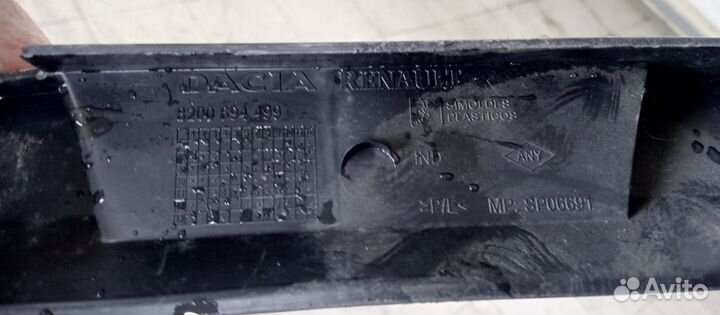 DACIA RENAULT
8200 694 499
SIMOLDES
PLASTICOS
IND
ANY
>P/E< MP: SP06691
Avito